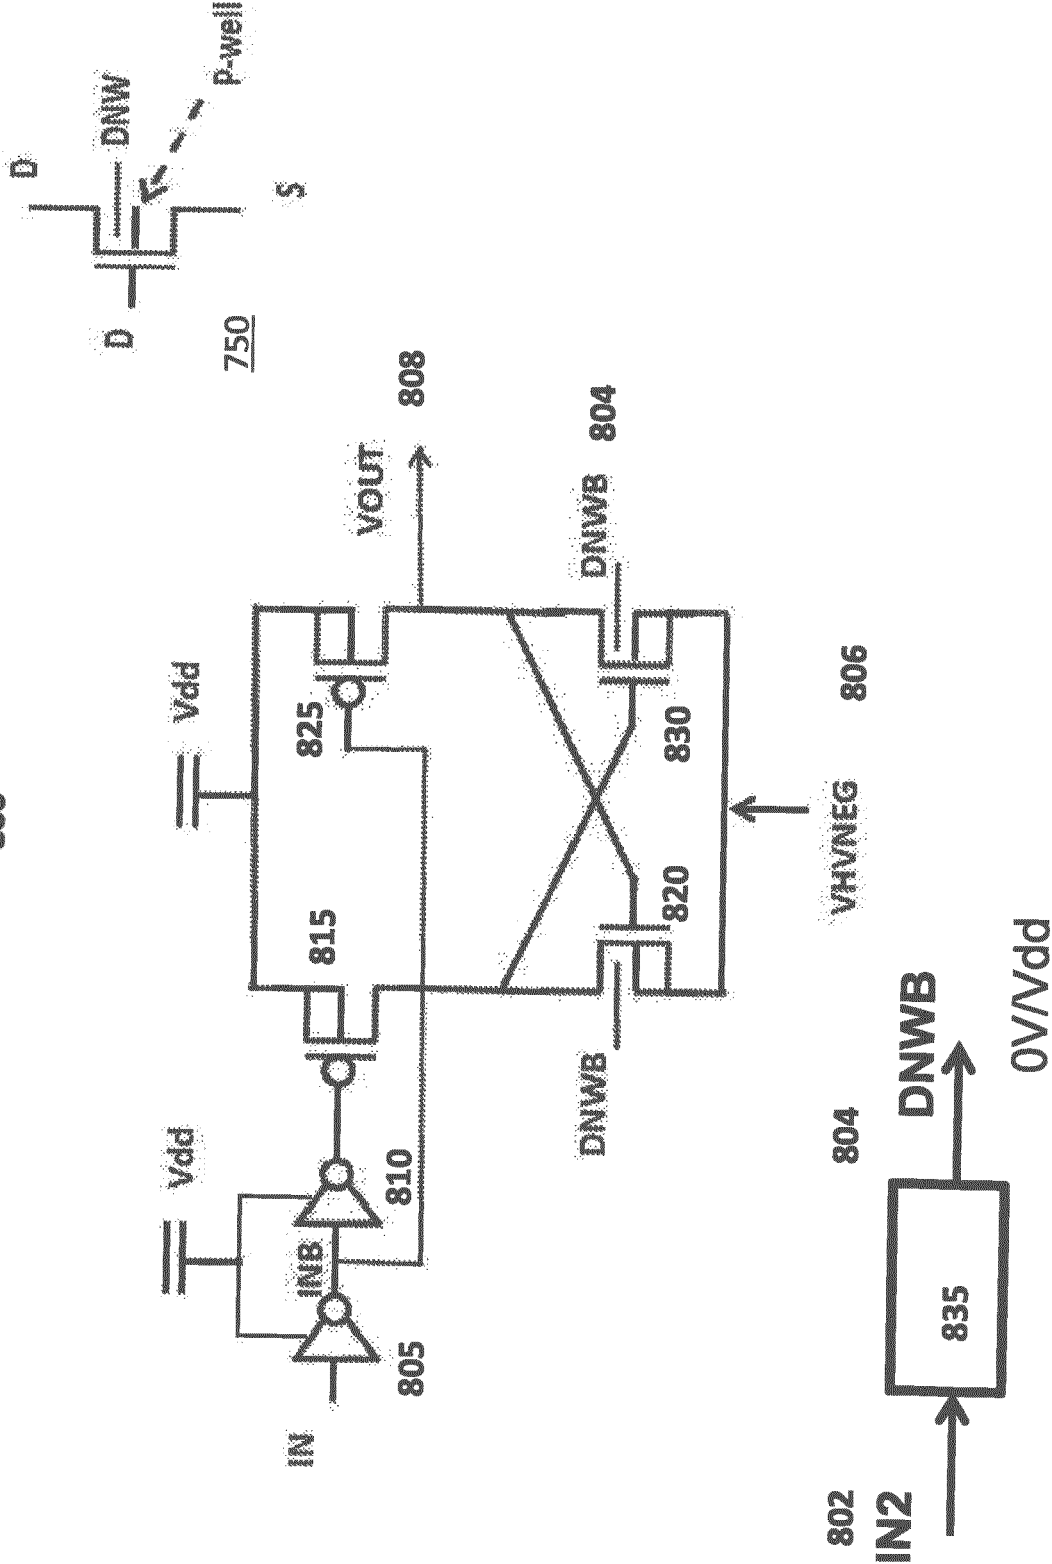 D
DNW
p-well
D
S
750
Vdd
Vdd
IN
805
INB
810
815
825
VOUT
808
DNWB
820
830
DNWB
804
VHVNEG
806
802
IN2
835
804
DNWB
0V/Vdd